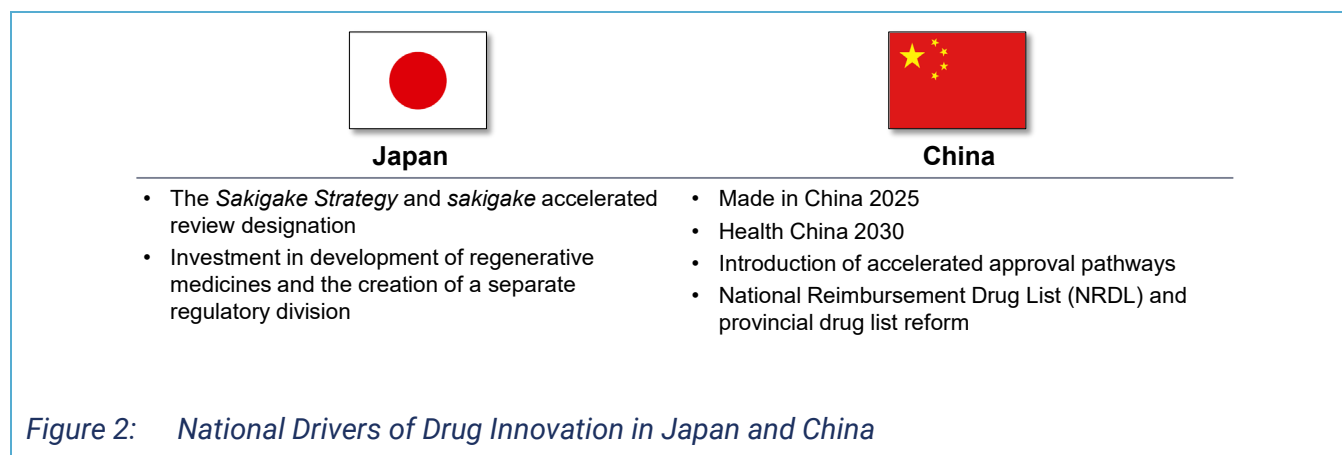 Japan
• The Sakigake Strategy and sakigake accelerated
review designation
• Investment in development of regenerative
medicines and the creation of a separate
regulatory division
China
• Made in China 2025
• Health China 2030
• Introduction of accelerated approval pathways
• National Reimbursement Drug List (NRDL) and
provincial drug list reform
Figure 2: National Drivers of Drug Innovation in Japan and China